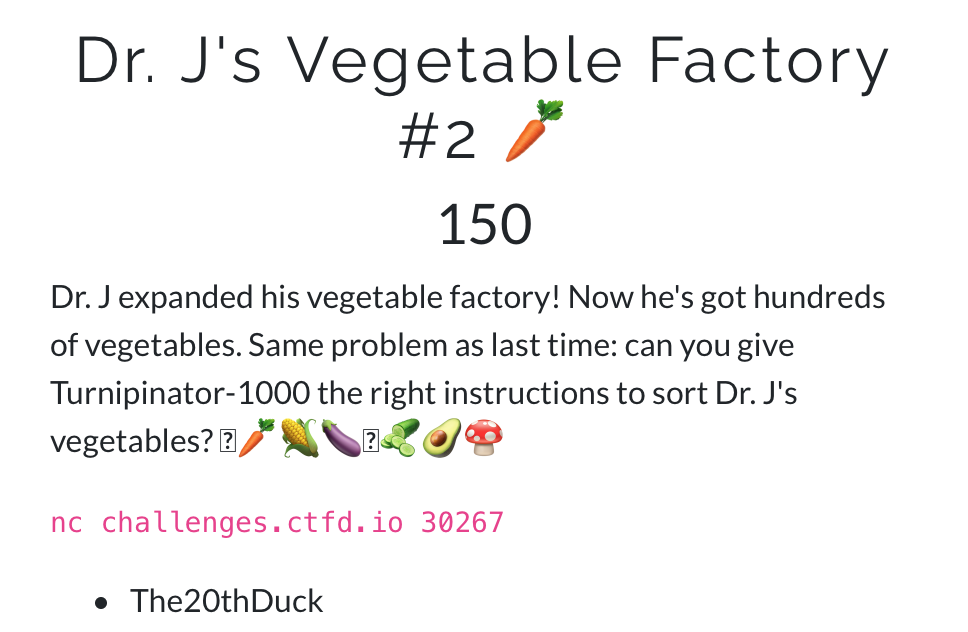 Dr. J's Vegetable Factory
#2 🥕
150
Dr. J expanded his vegetable factory! Now he's got hundreds
of vegetables. Same problem as last time: can you give
Turnipinator-1000 the right instructions to sort Dr. J's
vegetables? 🥕🌽🍆🥒🥑🍄
nc challenges.ctfd.io 30267
• The20thDuck